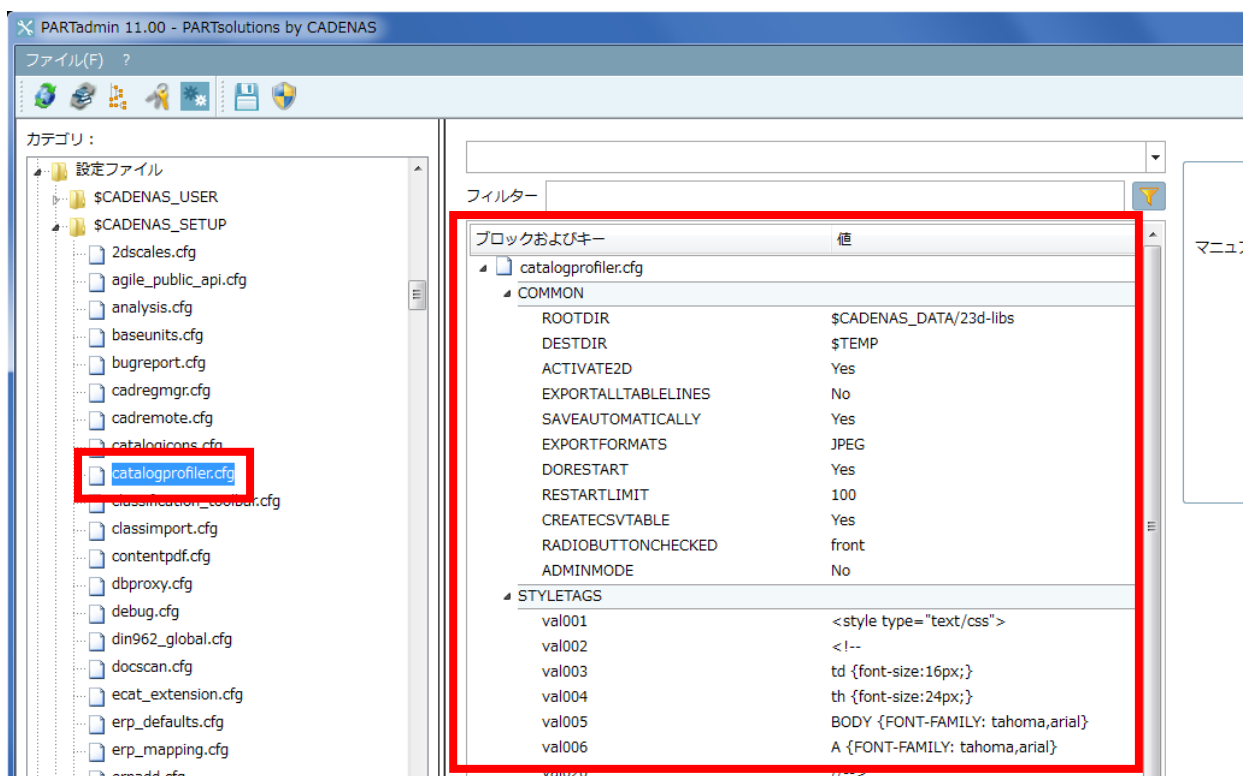 PARTadmin 11.00 - PARTsolutions by CADENAS
ファイル(F) ?
カテゴリ：
設定ファイル
$CADENAS_USER
$CADENAS_SETUP
2dscales.cfg
agile_public_api.cfg
analysis.cfg
baseunits.cfg
bugreport.cfg
cadregmgr.cfg
cadremote.cfg
catalogicons.cfg
catalogprofiler.cfg
classification_toolbar.cfg
classimport.cfg
contentpdf.cfg
dbproxy.cfg
debug.cfg
din962_global.cfg
docscan.cfg
ecat_extension.cfg
erp_defaults.cfg
erp_mapping.cfg
フィルター
ブロックおよびキー 値
catalogprofiler.cfg
COMMON
ROOTDIR $CADENAS_DATA/23d-libs
DESTDIR $TEMP
ACTIVATE2D Yes
EXPORTALLTABLELINES No
SAVEAUTOMATICALLY Yes
EXPORTFORMATS JPEG
DORESTART Yes
RESTARTLIMIT 100
CREATECSVTABLE Yes
RADIOBUTTONCHECKED front
ADMINMODE No
STYLETAGS
val001 <style type="text/css">
val002 <!--
val003 td {font-size:16px;}
val004 th {font-size:24px;}
val005 BODY {FONT-FAMILY: tahoma,arial}
val006 A {FONT-FAMILY: tahoma,arial}
マニュア